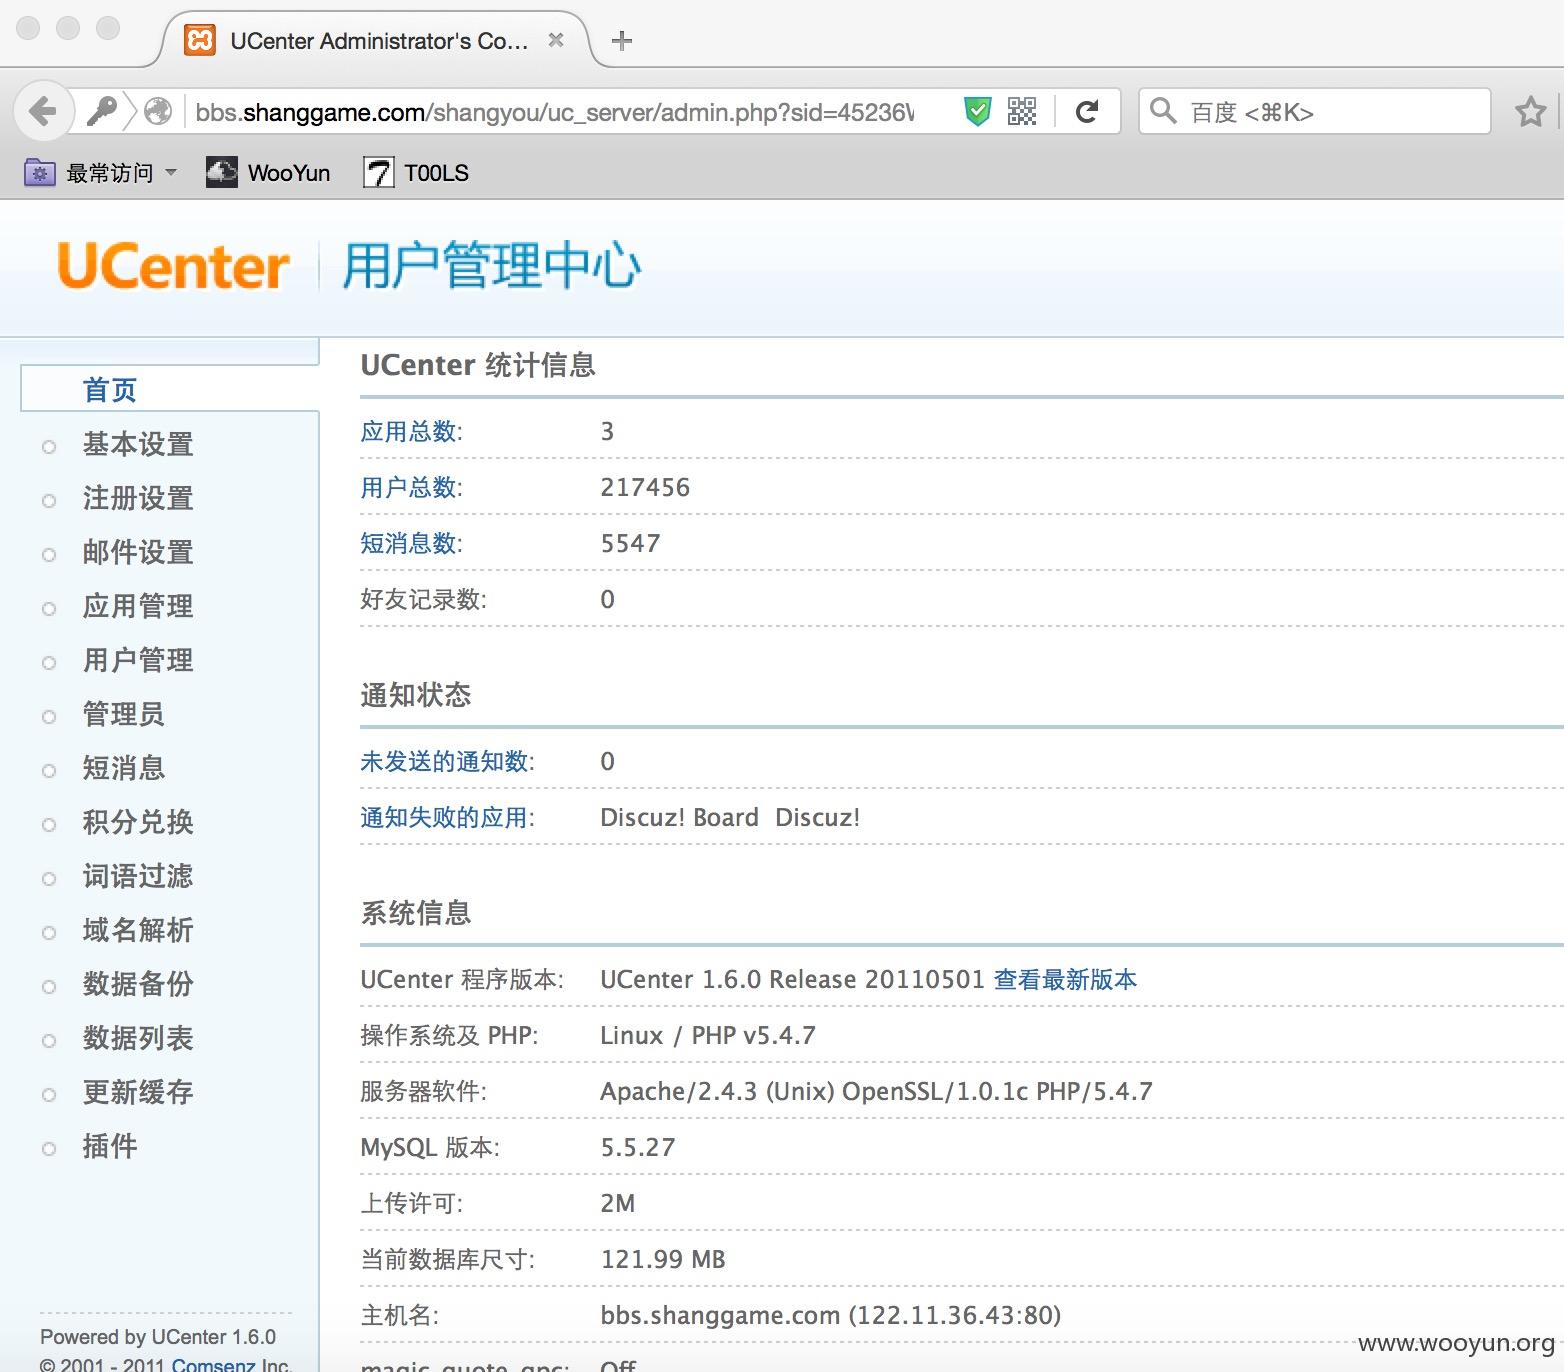 UCenter Administrator's Co...
bbs.shanggame.com/shangyou/uc_server/admin.php?sid=45236
百度 <⌘K>
最常访问 WooYun T00LS
UCenter 用户管理中心
首页
基本设置
注册设置
邮件设置
应用管理
用户管理
管理员
短消息
积分兑换
词语过滤
域名解析
数据备份
数据列表
更新缓存
插件
Powered by UCenter 1.6.0
© 2001 - 2011 Comsenz Inc.
UCenter 统计信息
应用总数: 3
用户总数: 217456
短消息数: 5547
好友记录数: 0
通知状态
未发送的通知数: 0
通知失败的应用: Discuz! Board Discuz!
系统信息
UCenter 程序版本: UCenter 1.6.0 Release 20110501 查看最新版本
操作系统及 PHP: Linux / PHP v5.4.7
服务器软件: Apache/2.4.3 (Unix) OpenSSL/1.0.1c PHP/5.4.7
MySQL 版本: 5.5.27
上传许可: 2M
当前数据库尺寸: 121.99 MB
主机名: bbs.shanggame.com (122.11.36.43:80)
magic_quote_gpc: Off
www.wooyun.org